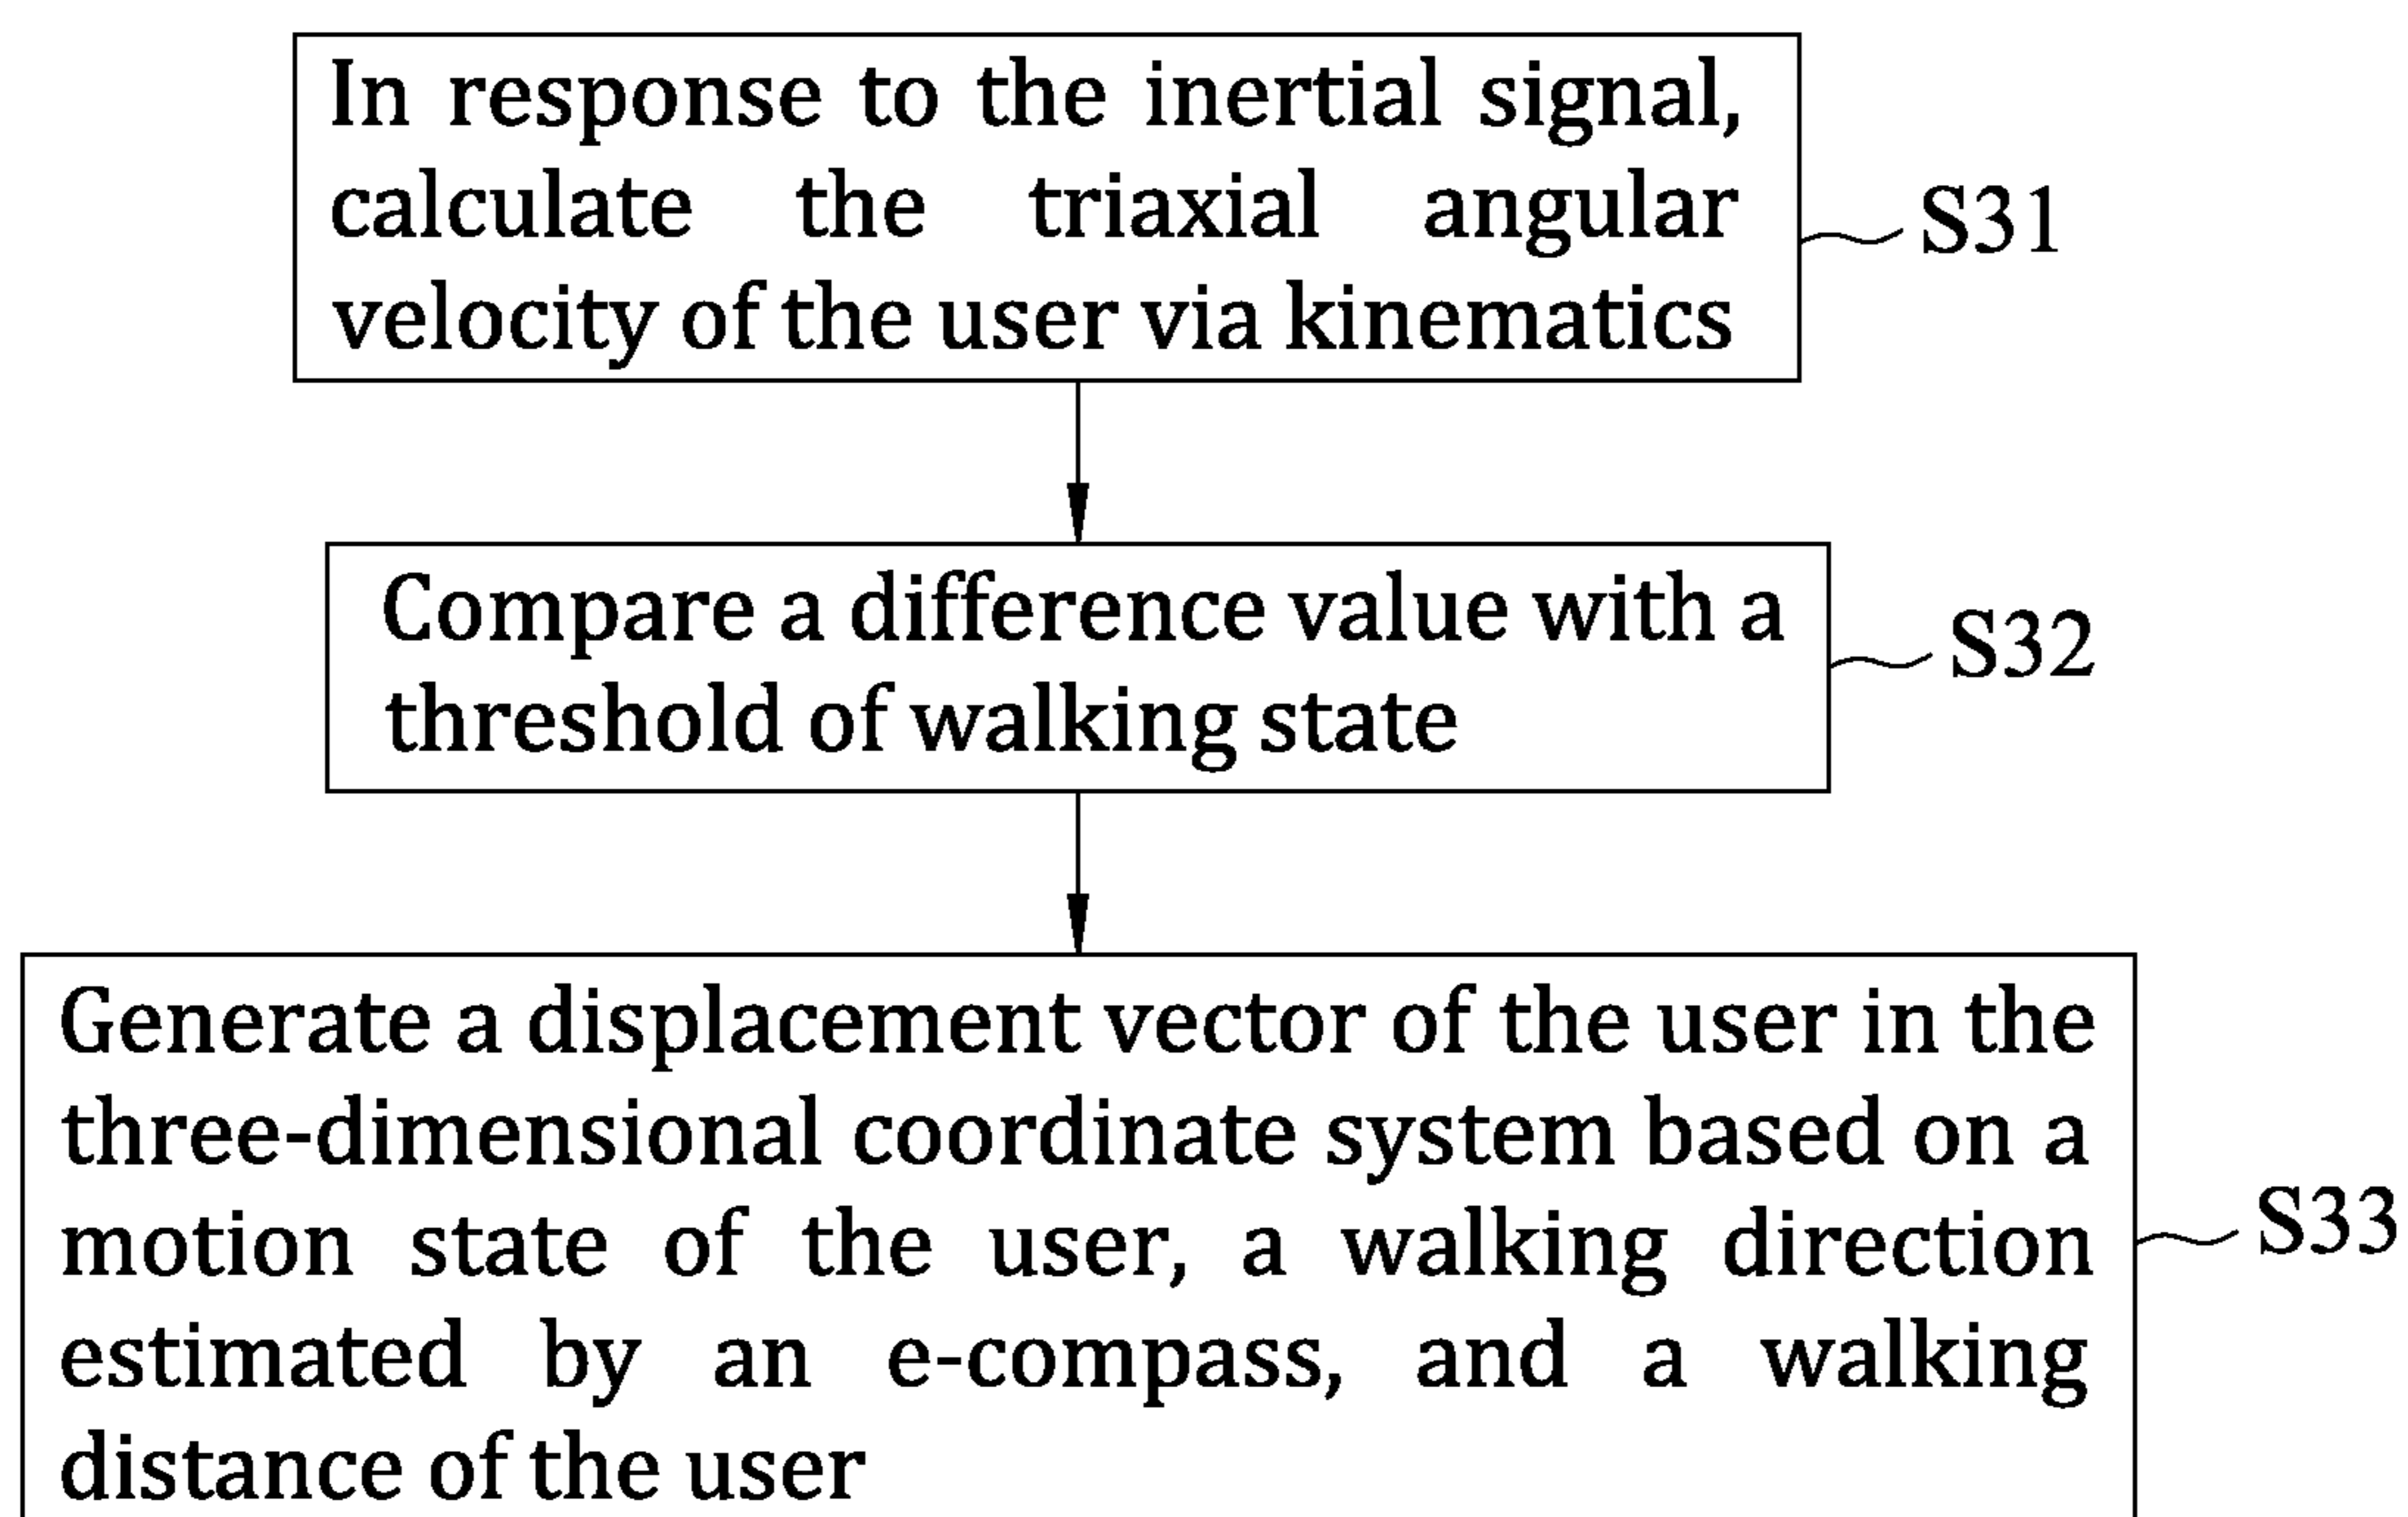 In response to the inertial signal,
calculate the triaxial angular
velocity of the user via kinematics
S31
Compare a difference value with a
threshold of walking state
S32
Generate a displacement vector of the user in the
three-dimensional coordinate system based on a
motion state of the user, a walking direction
estimated by an e-compass, and a walking
distance of the user
S33